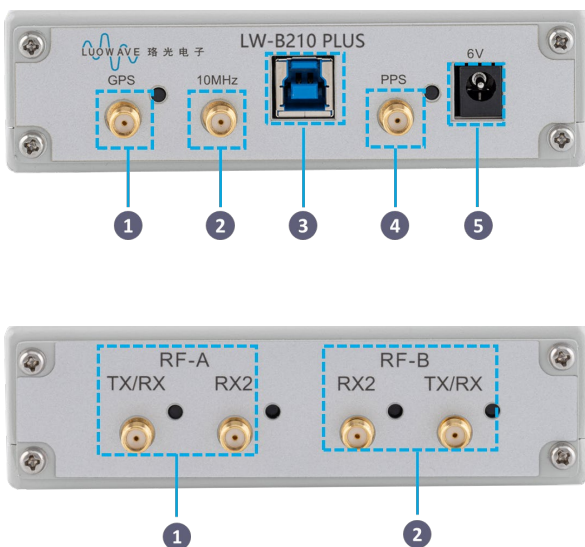 LUOWAVE 珞光电子
LW-B210 PLUS
6V
GPS
10MHz
PPS
1
2
3
4
5
RF-A
RF-B
TX/RX
RX2
RX2
TX/RX
1
2